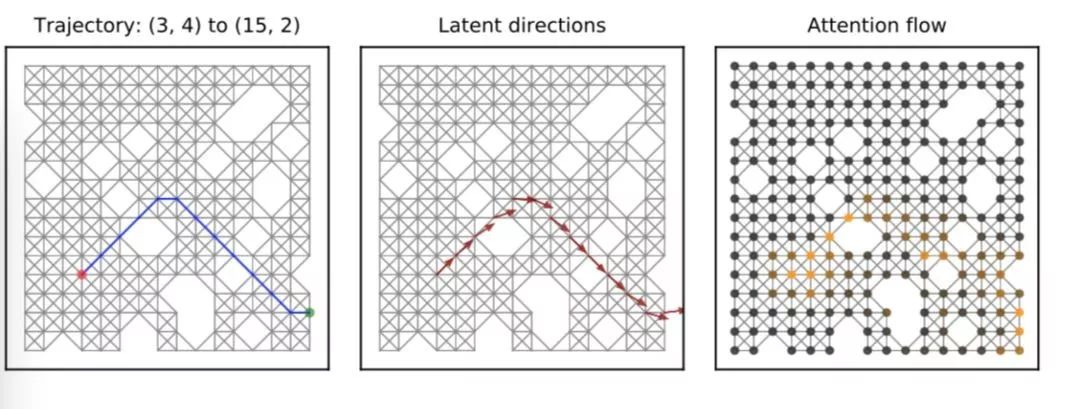 Trajectory: (3, 4) to (15, 2)
Latent directions
Attention flow